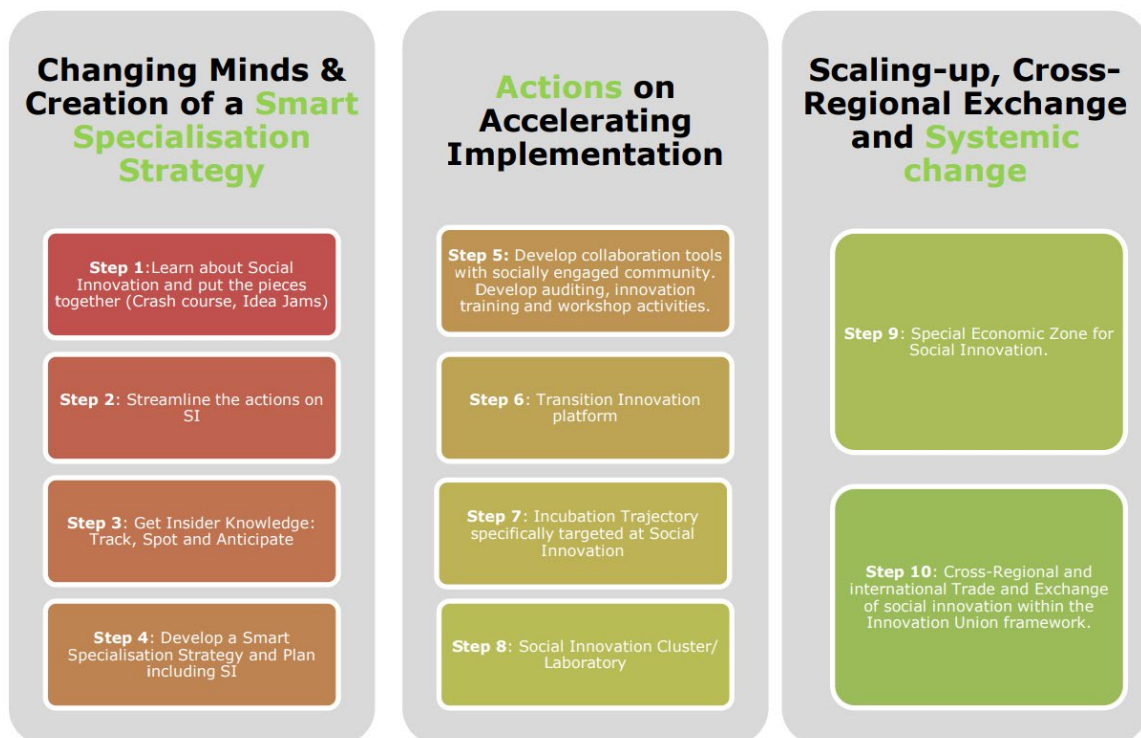 Changing Minds &
Creation of a Smart
Specialisation
Strategy
Step 1:Learn about Social
Innovation and put the pieces
together (Crash course, Idea Jams)
Step 2: Streamline the actions on
SI
Step 3: Get Insider Knowledge:
Track, Spot and Anticipate
Step 4: Develop a Smart
Specialisation Strategy and Plan
including SI
Actions on
Accelerating
Implementation
Step 5: Develop collaboration tools
with socially engaged community.
Develop auditing, innovation
training and workshop activities.
Step 6: Transition Innovation
platform
Step 7: Incubation Trajectory
specifically targeted at Social
Innovation
Step 8: Social Innovation Cluster/
Laboratory
Scaling-up, Cross-
Regional Exchange
and Systemic
change
Step 9: Special Economic Zone for
Social Innovation.
Step 10: Cross-Regional and
international Trade and Exchange
of social innovation within the
Innovation Union framework.